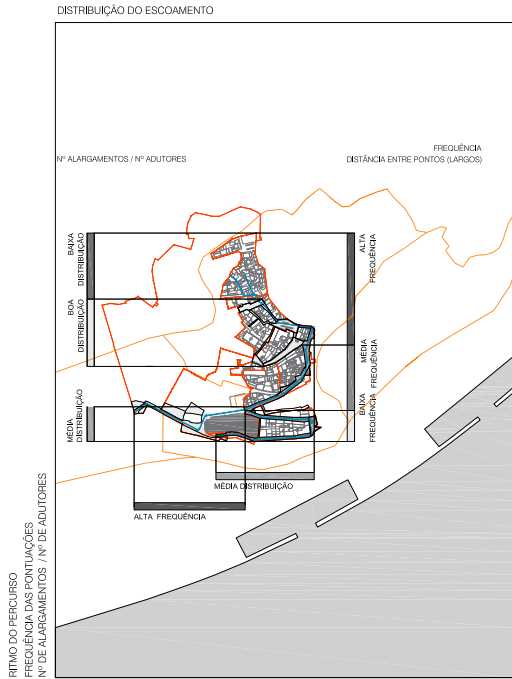 DISTRIBUIÇÃO DO ESCOAMENTO
Nº ALARGAMENTOS / Nº ADUTORES
FREQUÊNCIA
DISTÂNCIA ENTRE PONTOS (LARGOS)
BAIXA
DISTRIBUIÇÃO
ALTA
FREQUÊNCIA
BOA
DISTRIBUIÇÃO
MÉDIA
FREQUÊNCIA
MÉDIA
DISTRIBUIÇÃO
BAIXA
FREQUÊNCIA
MÉDIA DISTRIBUIÇÃO
ALTA FREQUÊNCIA
RITMO DO PERCURSO
FREQUÊNCIA DAS PONTUAÇÕES
Nº DE ALARGAMENTOS / Nº DE ADUTORES